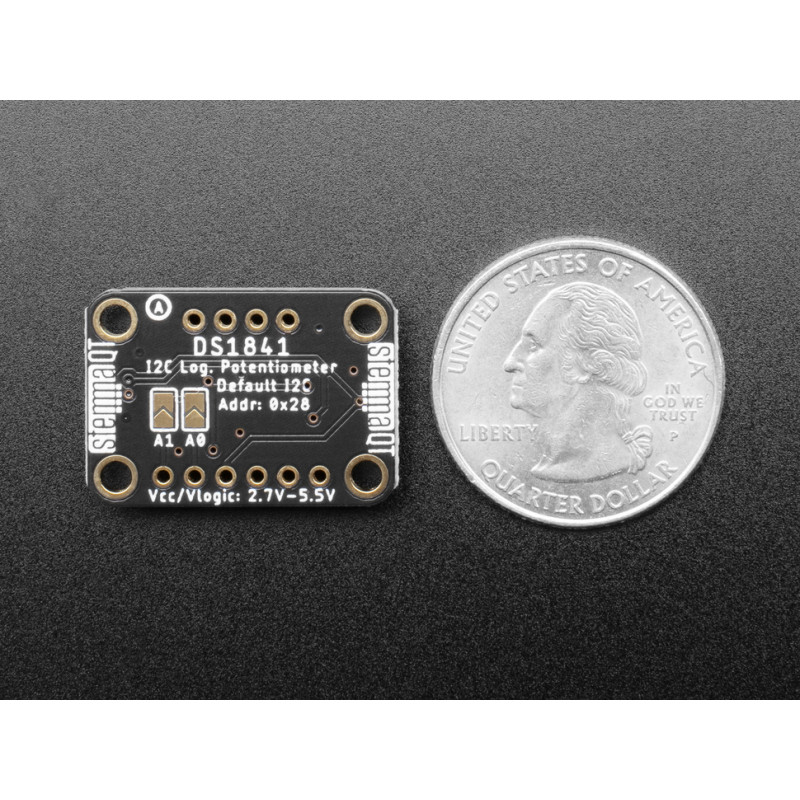 A
DS1841
I2C Log. Potentiometer
Default I2C
Addr: 0x28
A1 A0
Vcc/Vlogic: 2.7V-5.5V
stemmaQT
stemmaQT
UNITED STATES OF AMERICA
LIBERTY
IN
GOD WE
TRUST
P
QUARTER DOLLAR